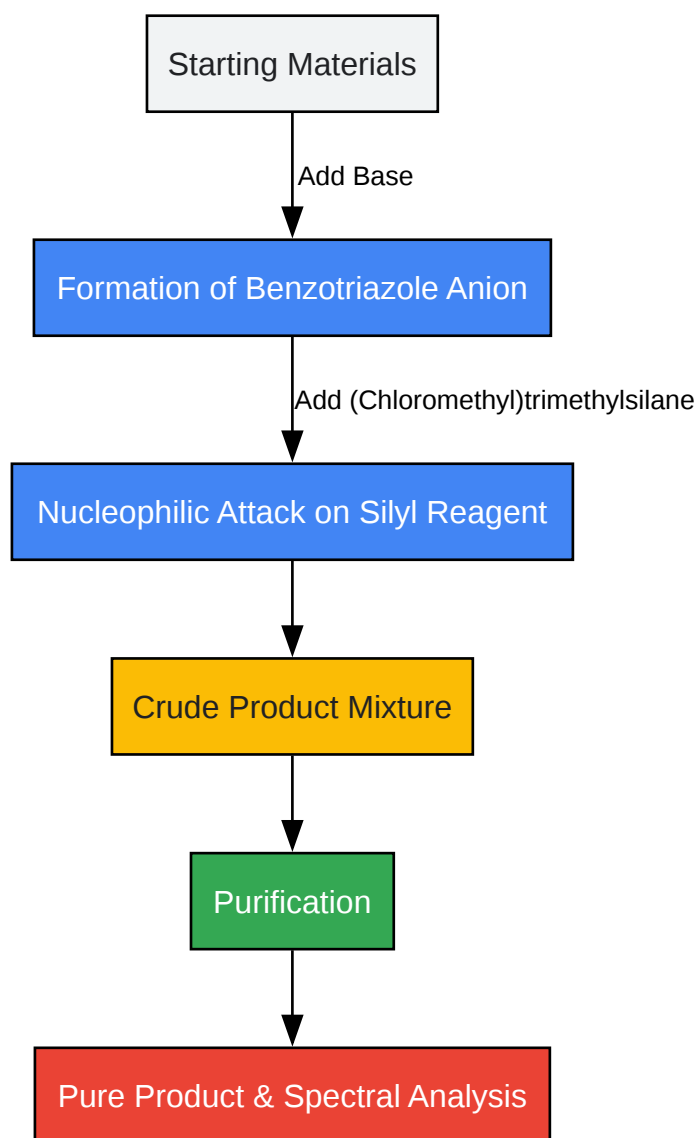 Starting Materials
Add Base
Formation of Benzotriazole Anion
Add (Chloromethyl)trimethylsilane
Nucleophilic Attack on Silyl Reagent
Crude Product Mixture
Purification
Pure Product & Spectral Analysis